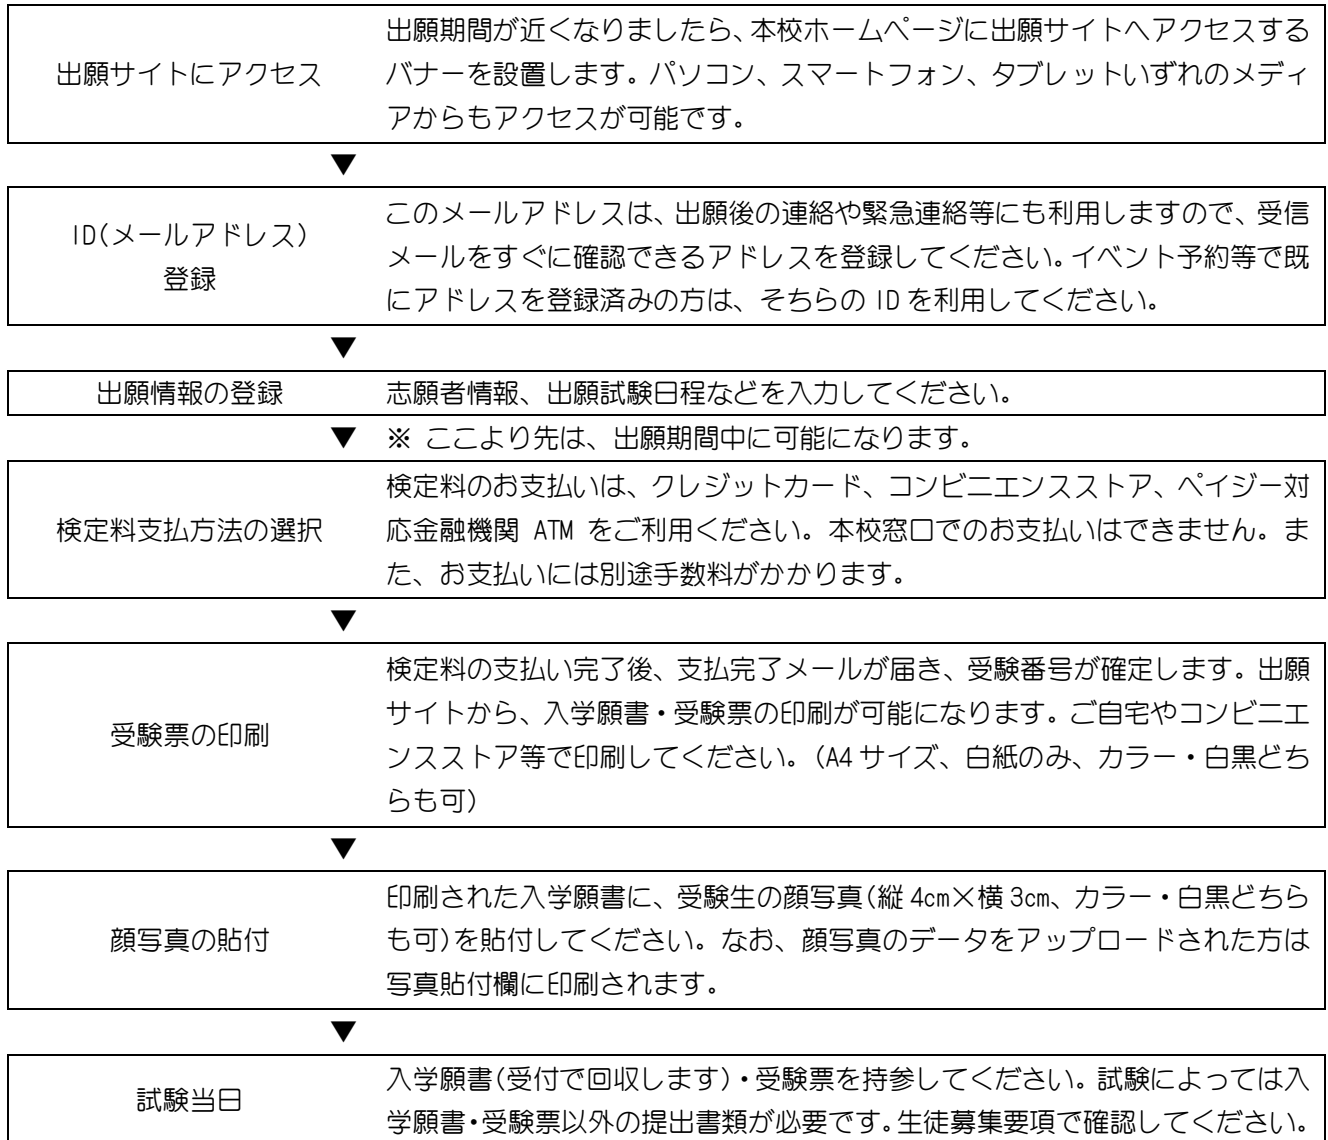 出願サイトにアクセス
出願期間が近くなりましたら、本校ホームページに出願サイトへアクセスする
バナーを設置します。パソコン、スマートフォン、タブレットいずれのメディ
アからもアクセスが可能です。
▼
ID(メールアドレス)
登録
このメールアドレスは、出願後の連絡や緊急連絡等にも利用しますので、受信
メールをすぐに確認できるアドレスを登録してください。イベント予約等で既
にアドレスを登録済みの方は、そちらの ID を利用してください。
▼
出願情報の登録
志願者情報、出願試験日程などを入力してください。
▼ ※ ここより先は、出願期間中に可能になります。
検定料支払方法の選択
検定料のお支払いは、クレジットカード、コンビニエンスストア、ペイジー対
応金融機関 ATM をご利用ください。本校窓口でのお支払いはできません。ま
た、お支払いには別途手数料がかかります。
▼
受験票の印刷
検定料の支払い完了後、支払完了メールが届き、受験番号が確定します。出願
サイトから、入学願書・受験票の印刷が可能になります。ご自宅やコンビニエ
ンスストア等で印刷してください。(A4 サイズ、白紙のみ、カラー・白黒どち
らも可)
▼
顔写真の貼付
印刷された入学願書に、受験生の顔写真(縦 4cm×横 3cm、カラー・白黒どちら
も可)を貼付してください。なお、顔写真のデータをアップロードされた方は
写真貼付欄に印刷されます。
▼
試験当日
入学願書(受付で回収します)・受験票を持参してください。試験によっては入
学願書・受験票以外の提出書類が必要です。生徒募集要項で確認してください。